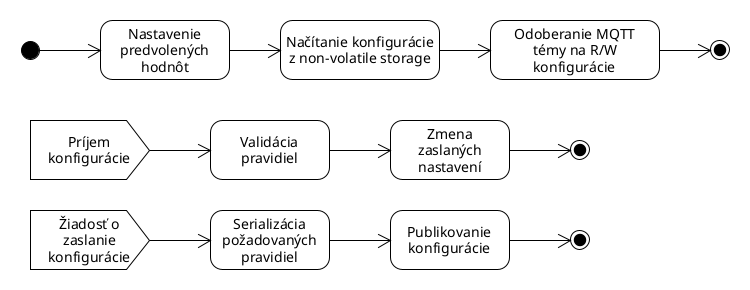 Nastavenie
predvolených
hodnôt
Načítanie konfigurácie
z non-volatile storage
Odoberanie MQTT
témy na R/W
konfigurácie
Príjem
konfigurácie
Validácia
pravidiel
Zmena
zaslaných
nastavení
Žiadosť o
zaslanie
konfigurácie
Serializácia
požadovaných
pravidiel
Publikovanie
konfigurácie